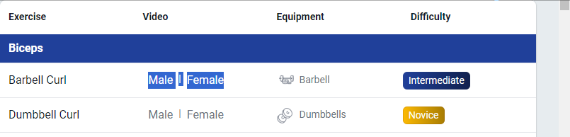 Exercise Video Equipment Difficulty
Biceps
Barbell Curl Male | Female Barbell Intermediate
Dumbbell Curl Male | Female Dumbbells Novice